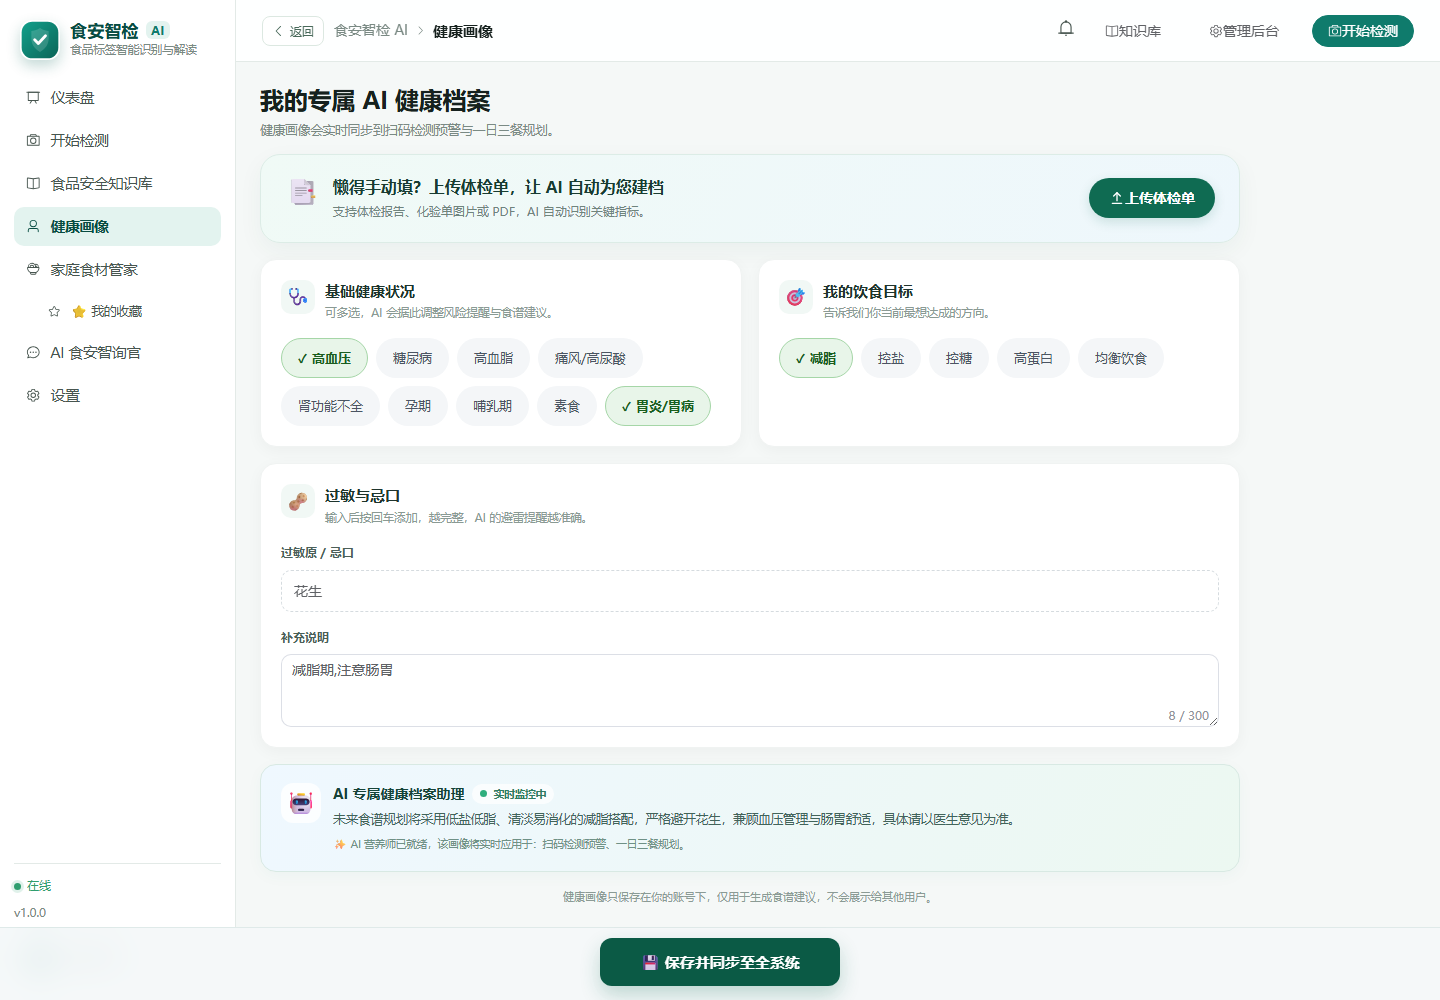 食安智检 AI
食品标签智能识别与解读
仪表盘
开始检测
食品安全知识库
健康画像
家庭食材管家
我的收藏
AI 食安智询官
设置
在线
v1.0.0
返回 食安智检 AI 健康画像
知识库 管理后台 开始检测
我的专属 AI 健康档案
健康画像会实时同步到扫码检测预警与一日三餐规划。
懒得手动填？上传体检单，让 AI 自动为您建档
支持体检报告、化验单图片或 PDF，AI 自动识别关键指标。
上传体检单
基础健康状况
可多选，AI 会据此调整风险提醒与食谱建议。
✓ 高血压 糖尿病 高血脂 痛风/高尿酸
肾功能不全 孕期 哺乳期 素食 ✓ 胃炎/胃病
我的饮食目标
告诉我们你当前最想达成的方向。
✓ 减脂 控盐 控糖 高蛋白 均衡饮食
过敏与忌口
输入后按回车添加，越完整，AI 的避雷提醒越准确。
过敏原 / 忌口
花生
补充说明
减脂期,注意肠胃
8 / 300
AI 专属健康档案助理 实时监控中
未来食谱规划将采用低盐低脂、清淡易消化的减脂搭配，严格避开花生，兼顾血压管理与肠胃舒适，具体请以医生意见为准。
AI 营养师已就绪，该画像将实时应用于：扫码检测预警、一日三餐规划。
健康画像只保存在你的账号下，仅用于生成食谱建议，不会展示给其他用户。
保存并同步至全系统